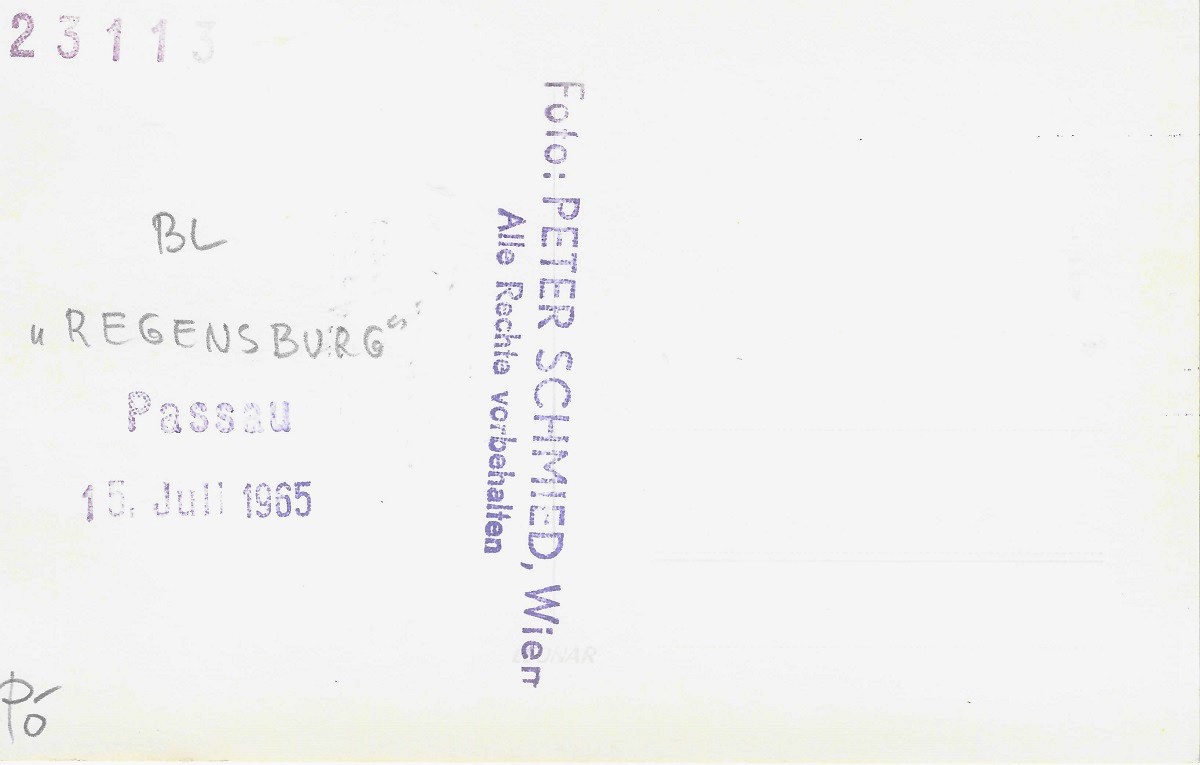 23113
BL
„REGENSBURG“
Passau
15. Juli 1965
Foto: PETER SCHMIED, Wien
Alle Rechte vorbehalten